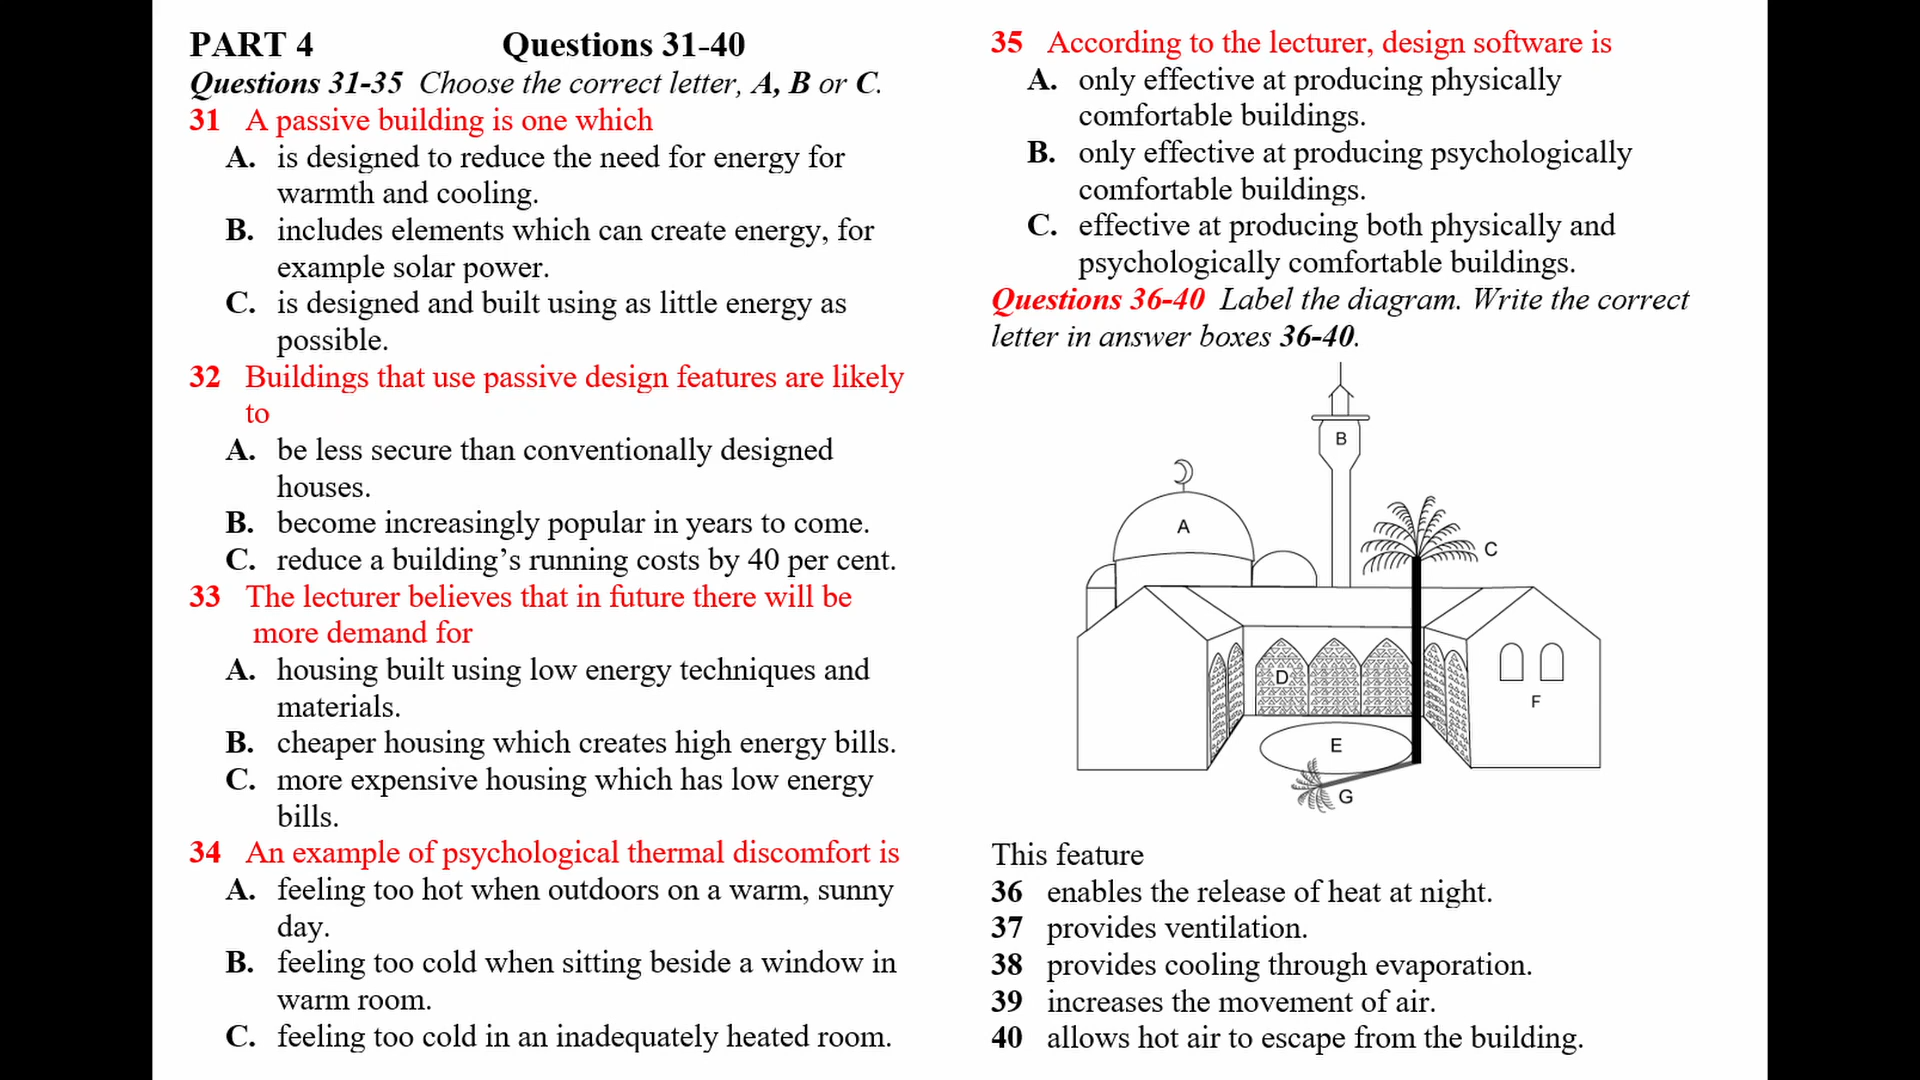 PART 4 Questions 31-40
Questions 31-35 Choose the correct letter, A, B or C.
31 A passive building is one which
A. is designed to reduce the need for energy for
warmth and cooling.
B. includes elements which can create energy, for
example solar power.
C. is designed and built using as little energy as
possible.
32 Buildings that use passive design features are likely
to
A. be less secure than conventionally designed
houses.
B. become increasingly popular in years to come.
C. reduce a building's running costs by 40 per cent.
33 The lecturer believes that in future there will be
more demand for
A. housing built using low energy techniques and
materials.
B. cheaper housing which creates high energy bills.
C. more expensive housing which has low energy
bills.
34 An example of psychological thermal discomfort is
A. feeling too hot when outdoors on a warm, sunny
day.
B. feeling too cold when sitting beside a window in
warm room.
C. feeling too cold in an inadequately heated room.
35 According to the lecturer, design software is
A. only effective at producing physically
comfortable buildings.
B. only effective at producing psychologically
comfortable buildings.
C. effective at producing both physically and
psychologically comfortable buildings.
Questions 36-40 Label the diagram. Write the correct
letter in answer boxes 36-40.
B
A
C
D
F
E
G
This feature
36 enables the release of heat at night.
37 provides ventilation.
38 provides cooling through evaporation.
39 increases the movement of air.
40 allows hot air to escape from the building.